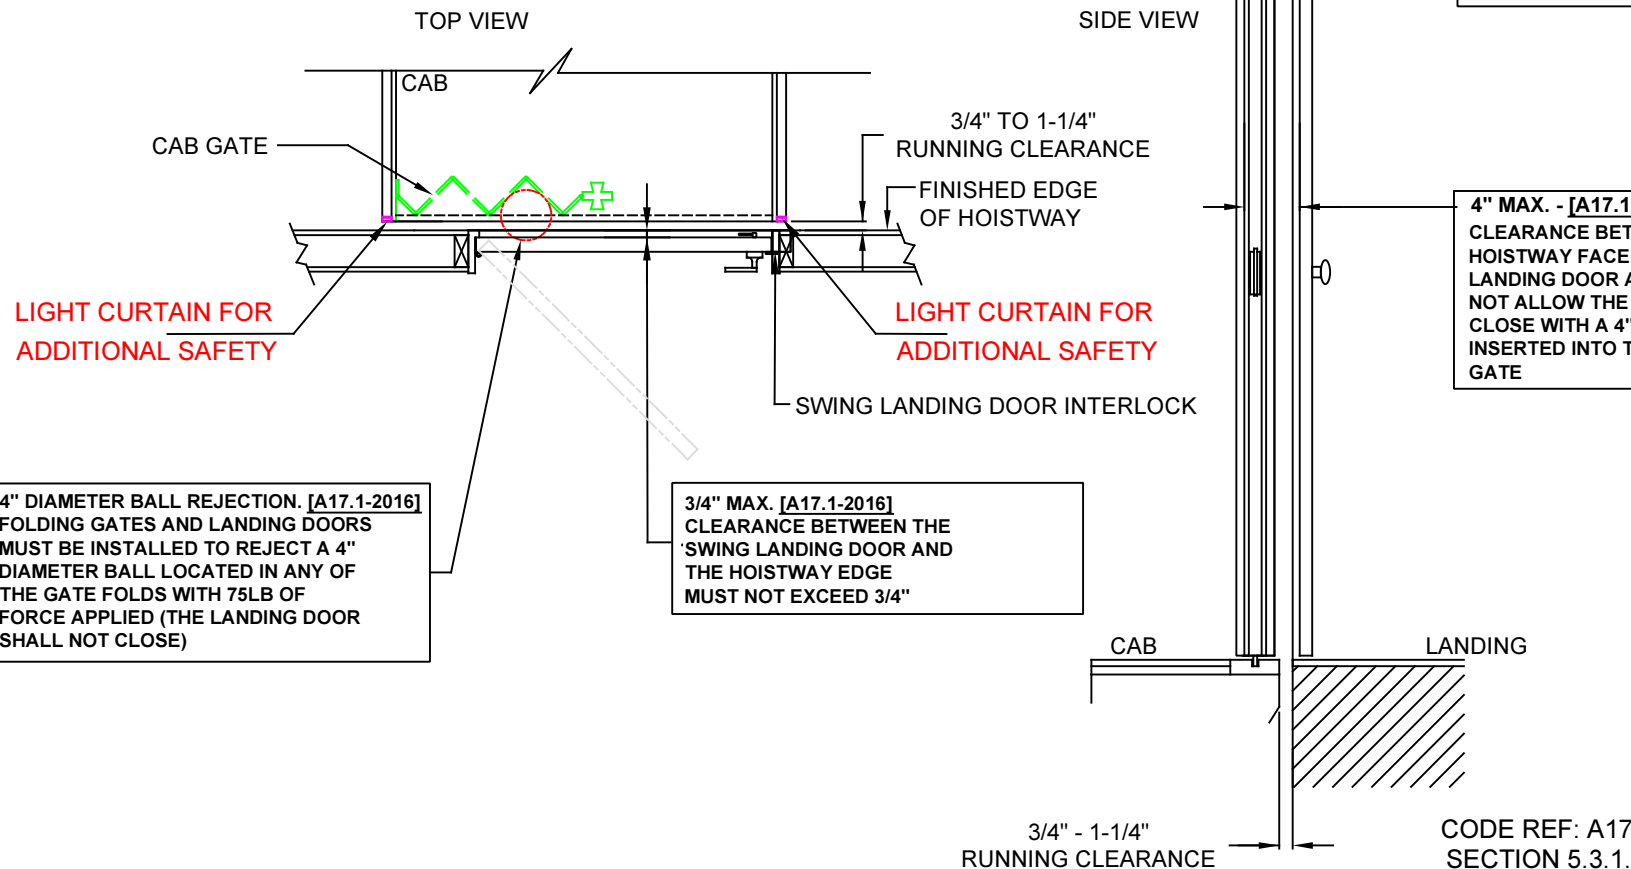 TOP VIEW
SIDE VIEW
CAB
CAB GATE
3/4" TO 1-1/4"
RUNNING CLEARANCE
FINISHED EDGE
OF HOISTWAY
LIGHT CURTAIN FOR
ADDITIONAL SAFETY
LIGHT CURTAIN FOR
ADDITIONAL SAFETY
SWING LANDING DOOR INTERLOCK
4" MAX. - [A17.1
CLEARANCE BET
HOISTWAY FACE
LANDING DOOR A
NOT ALLOW THE
CLOSE WITH A 4"
INSERTED INTO T
GATE
4" DIAMETER BALL REJECTION. [A17.1-2016]
FOLDING GATES AND LANDING DOORS
MUST BE INSTALLED TO REJECT A 4"
DIAMETER BALL LOCATED IN ANY OF
THE GATE FOLDS WITH 75LB OF
FORCE APPLIED (THE LANDING DOOR
SHALL NOT CLOSE)
3/4" MAX. [A17.1-2016]
CLEARANCE BETWEEN THE
SWING LANDING DOOR AND
THE HOISTWAY EDGE
MUST NOT EXCEED 3/4"
CAB
LANDING
3/4" - 1-1/4"
RUNNING CLEARANCE
CODE REF: A17
SECTION 5.3.1.